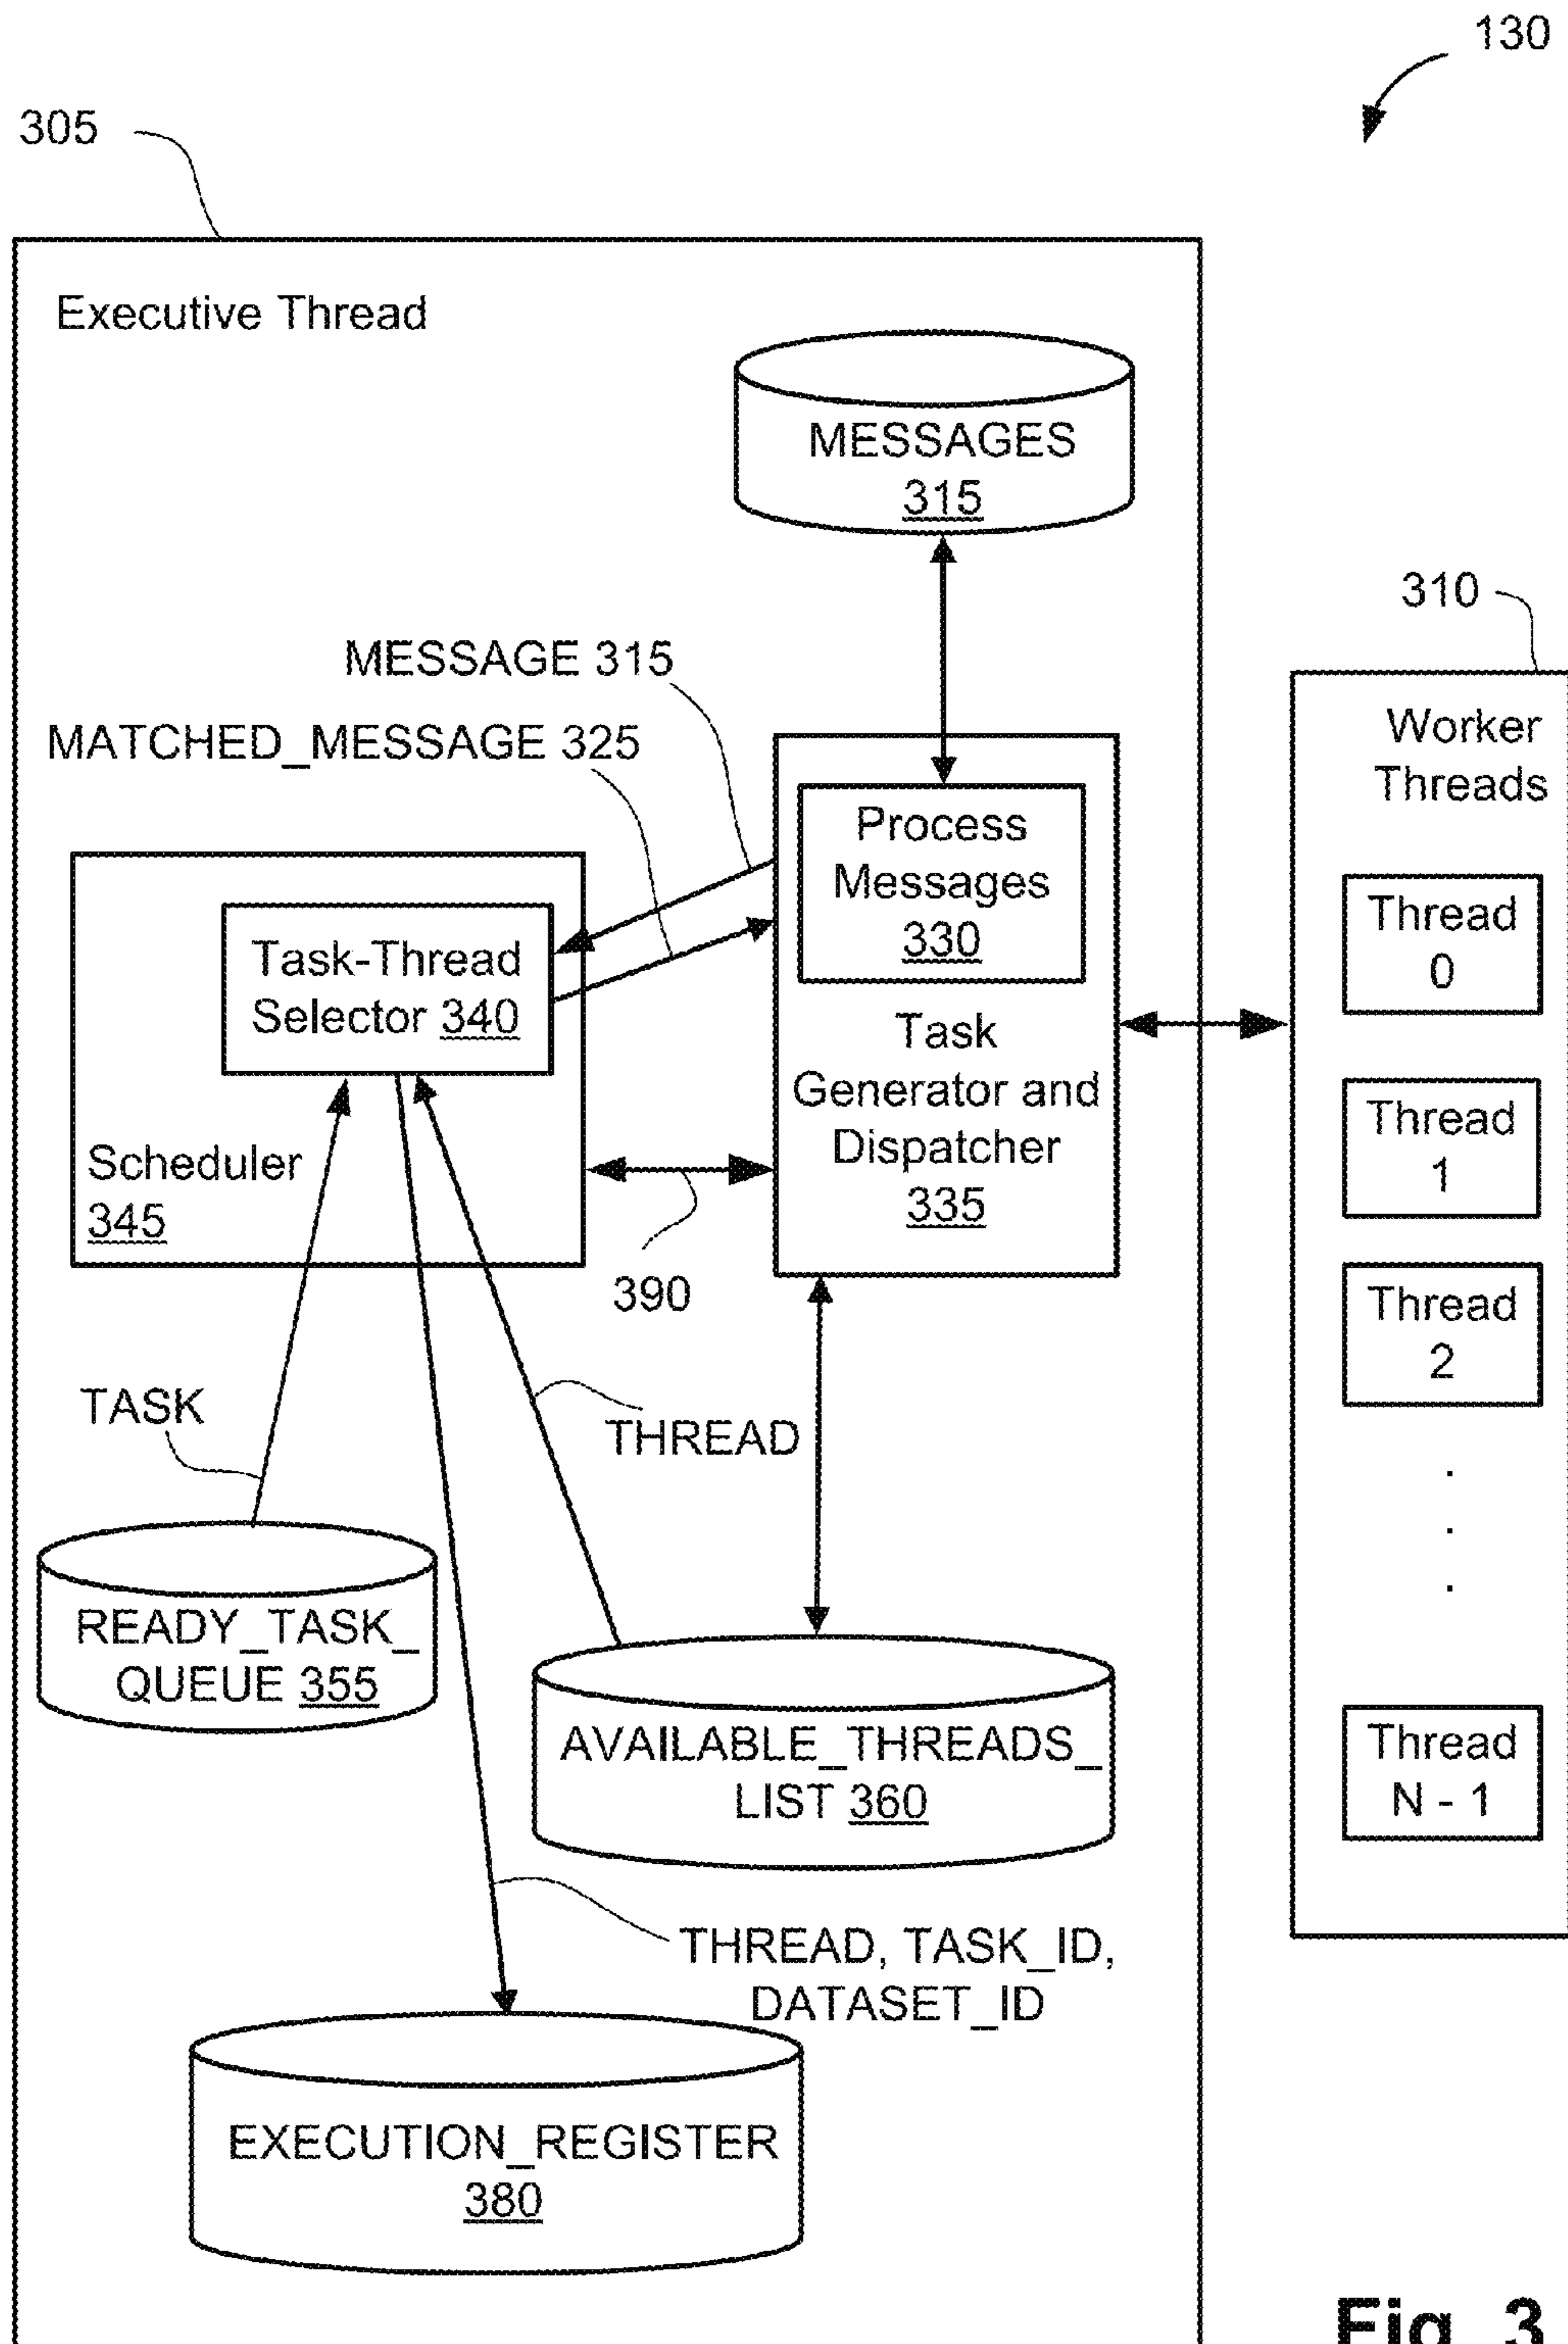 130
305
Executive Thread
MESSAGES
315
310
MESSAGE 315
MATCHED_MESSAGE 325
Worker
Threads
Process
Messages
330
Thread
0
Task-Thread
Selector 340
Task
Generator and
Dispatcher
335
Thread
1
Scheduler
345
390
Thread
2
TASK
THREAD
.
.
.
READY_TASK_
QUEUE 355
AVAILABLE_THREADS_
LIST 360
Thread
N - 1
THREAD, TASK_ID,
DATASET_ID
EXECUTION_REGISTER
380
Fig. 3